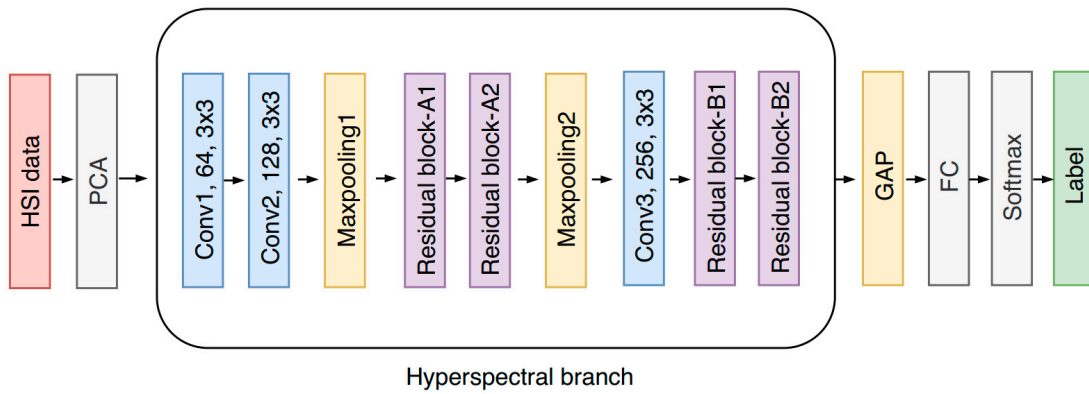 HSI data
PCA
Conv1, 64, 3x3
Conv2, 128, 3x3
Maxpooling1
Residual block-A1
Residual block-A2
Maxpooling2
Conv3, 256, 3x3
Residual block-B1
Residual block-B2
GAP
FC
Softmax
Label
Hyperspectral branch